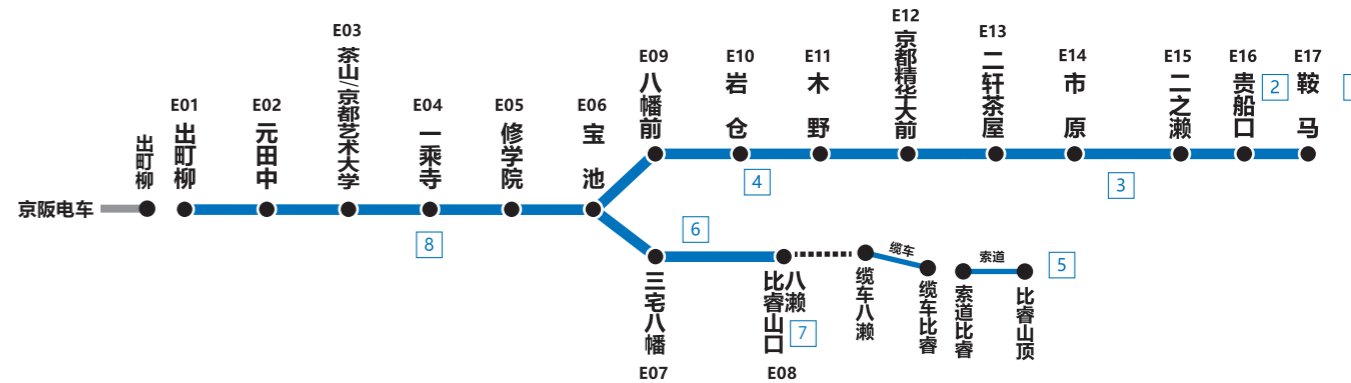 京阪电车
出町柳
E01
出町柳
E02
元田中
E03
茶山/京都艺术大学
E04
一乘寺
E05
修学院
E06
宝池
E09
八幡前
E10
岩仓
E11
木野
E12
京都精华大前
E13
二轩茶屋
E14
市原
E15
二之濑
E16
贵船口
2
E17
鞍马
4
3
8
6
三宅八幡
E07
八濑
比睿山口
7
E08
缆车八濑
缆车
缆车比睿
索道比睿
索道
比睿山顶
5